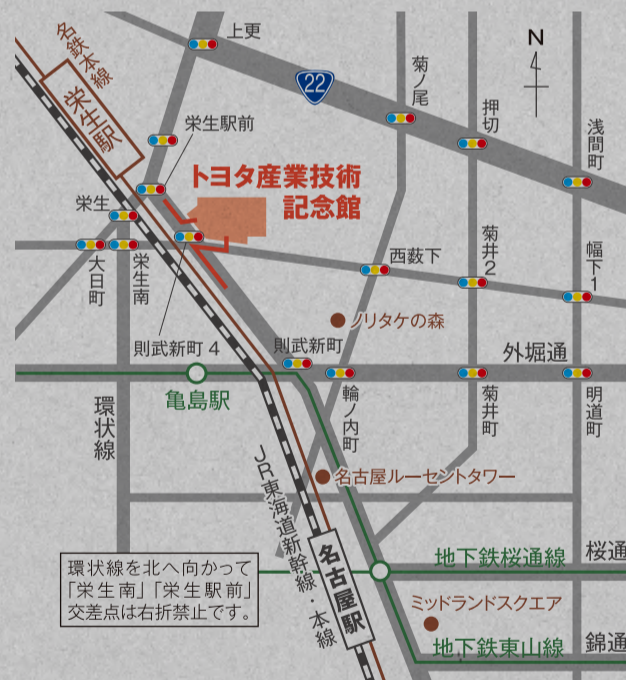 名鉄本線
上更
N
22
菊ノ尾
押切
浅間町
栄生駅
栄生駅前
トヨタ産業技術
記念館
栄生
大日町
栄生南
西薮下
菊井2
幅下1
ノリタケの森
則武新町 4
則武新町
外堀通
亀島駅
環状線
輪ノ内町
菊井町
明道町
名古屋ルーセントタワー
JR東海道新幹線・本線
名古屋駅
地下鉄桜通線
桜通
環状線を北へ向かって
「栄生南」「栄生駅前」
交差点は右折禁止です。
ミッドランドスクエア
地下鉄東山線
錦通